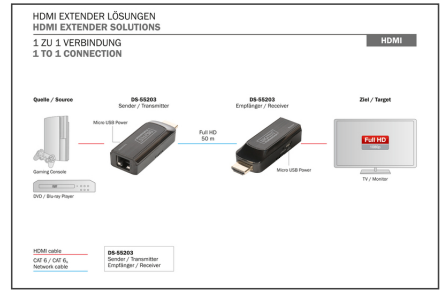 HDMI EXTENDER LÖSUNGEN
HDMI EXTENDER SOLUTIONS
1 ZU 1 VERBINDUNG
1 TO 1 CONNECTION
HDMI
Quelle / Source
DS-55203
Sender / Transmitter
DS-55203
Empfänger / Receiver
Ziel / Target
Micro USB Power
Full HD
50 m
Full HD
Gaming Console
Micro USB Power
TV / Monitor
DVD / Blu-ray Player
HDMI cable
CAT 6 / CAT 6A
Network cable
DS-55203
Sender / Transmitter
Empfänger / Receiver